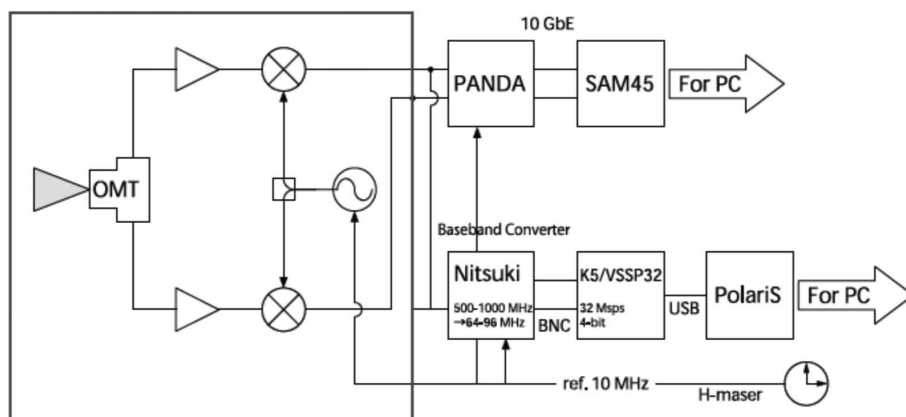 10 GbE
PANDA
SAM45
For PC
OMT
Baseband Converter
Nitsuki
500-1000 MHz
→64-96 MHz
BNC
K5/VSSP32
32 Msps
4-bit
USB
PolariS
For PC
ref. 10 MHz
H-maser